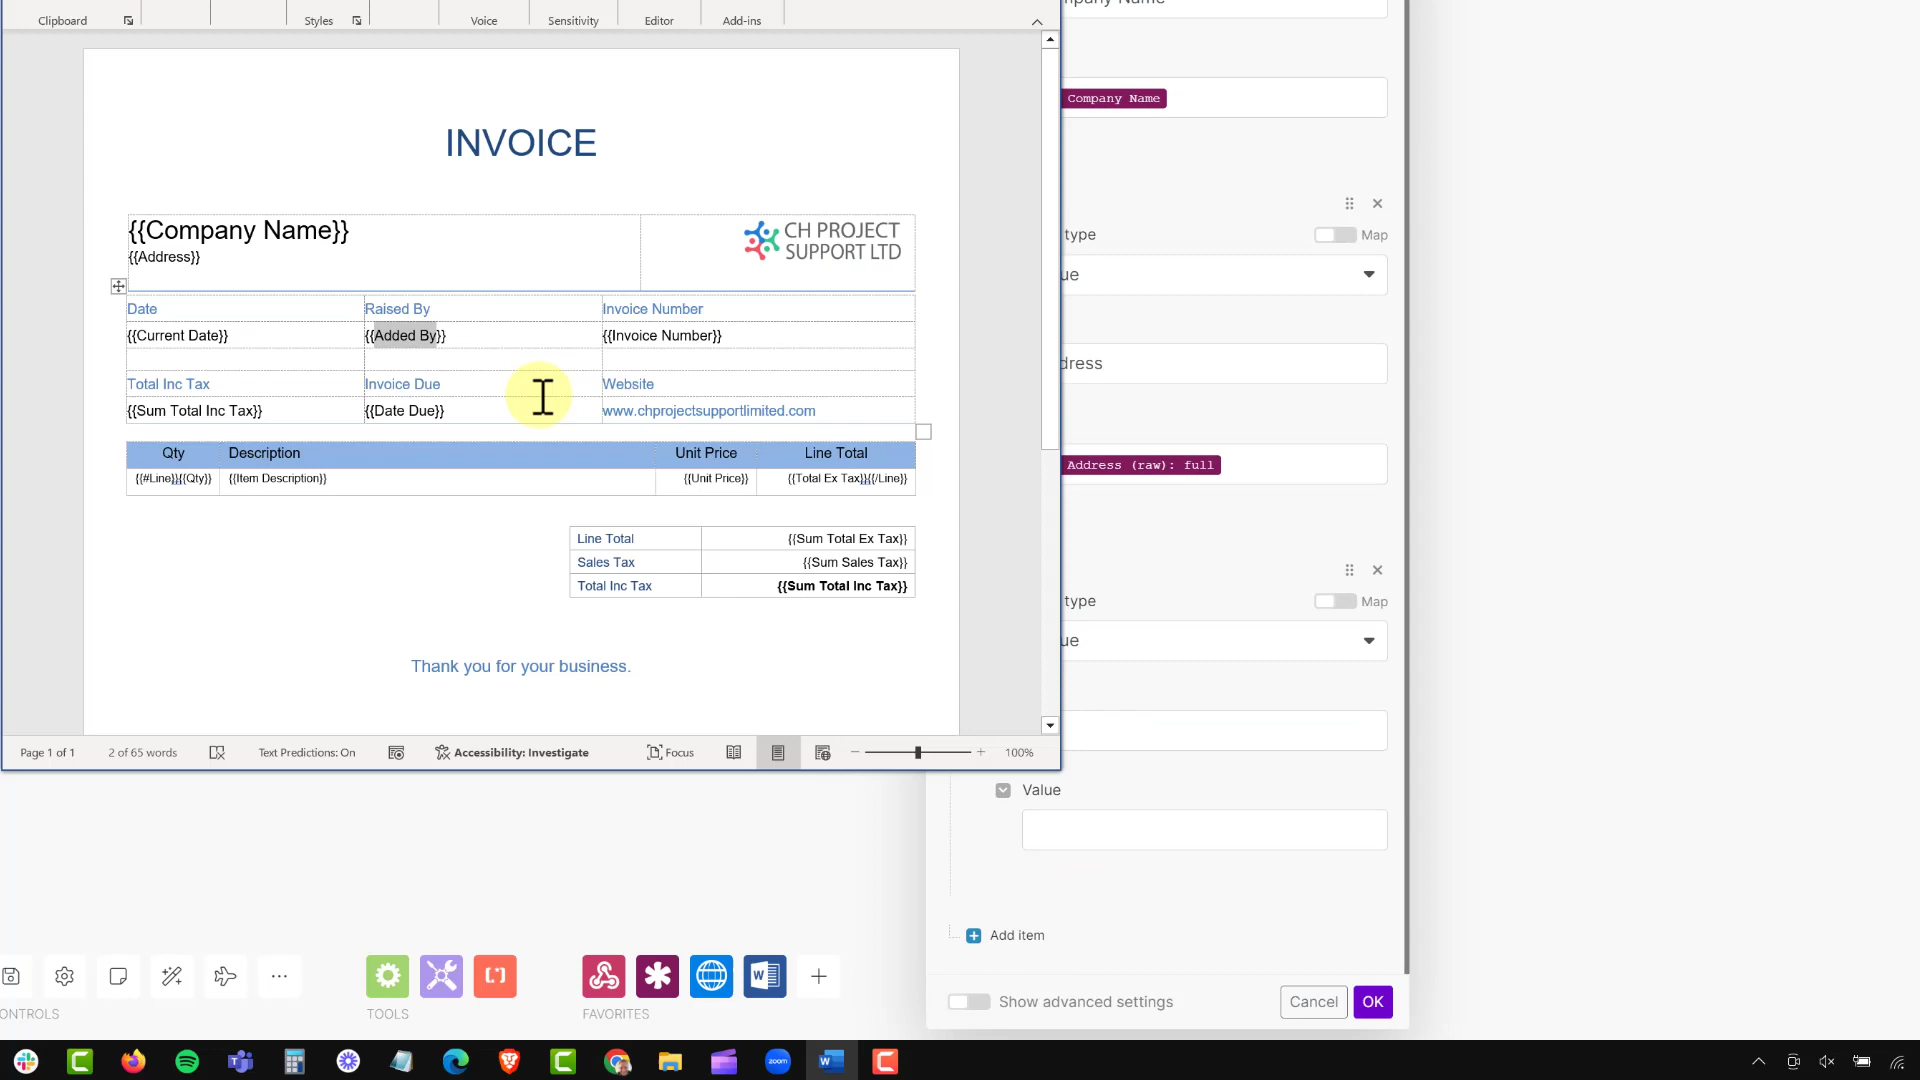 Clipboard
Styles
Voice
Sensitivity
Editor
Add-ins
INVOICE
{{Company Name}}
{{Address}}
CH PROJECT
SUPPORT LTD
Date
Raised By
Invoice Number
{{Current Date}}
{{Added By}}
{{Invoice Number}}
Total Inc Tax
Invoice Due
Website
{{Sum Total Inc Tax}}
{{Date Due}}
www.chprojectsupportlimited.com
Qty
Description
Unit Price
Line Total
{{#Line}}{{Qty}}
{{Item Description}}
{{Unit Price}}
{{Total Ex Tax}}{{/Line}}
Line Total
{{Sum Total Ex Tax}}
Sales Tax
{{Sum Sales Tax}}
Total Inc Tax
{{Sum Total Inc Tax}}
Thank you for your business.
Page 1 of 1
2 of 65 words
Text Predictions: On
Accessibility: Investigate
Focus
100%
Company Name
type
Map
ue
dress
Address (raw): full
type
Map
ue
Value
Add item
Show advanced settings
Cancel
OK
ONTROLS
TOOLS
FAVORITES
zoom